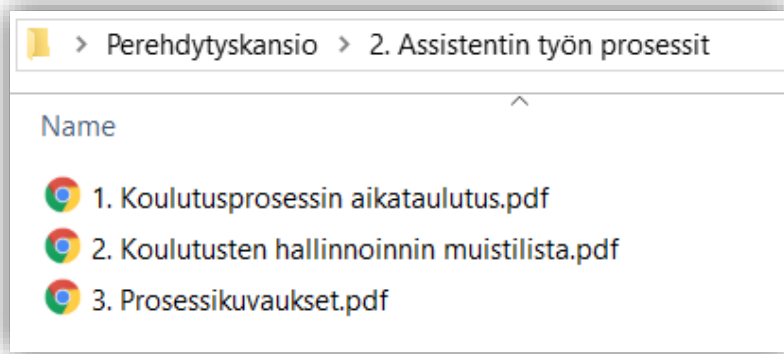 Perehdytyskansio > 2. Assistentin työn prosessit
Name
1. Koulutusprosessin aikataulutus.pdf
2. Koulutusten hallinnoinnin muistilista.pdf
3. Prosessikuvaukset.pdf